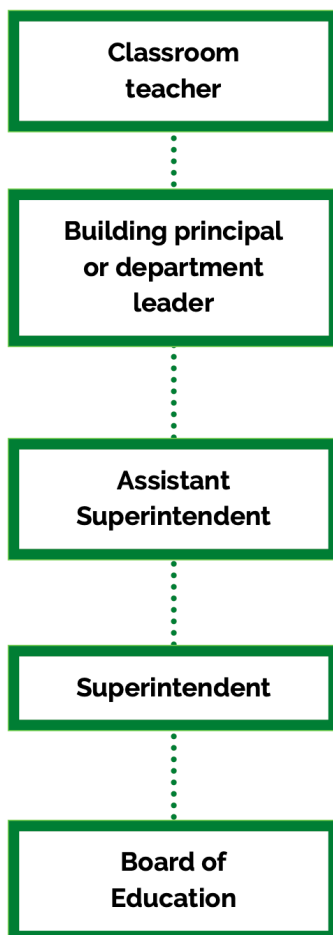 Classroom
teacher
Building principal
or department
leader
Assistant
Superintendent
Superintendent
Board of
Education